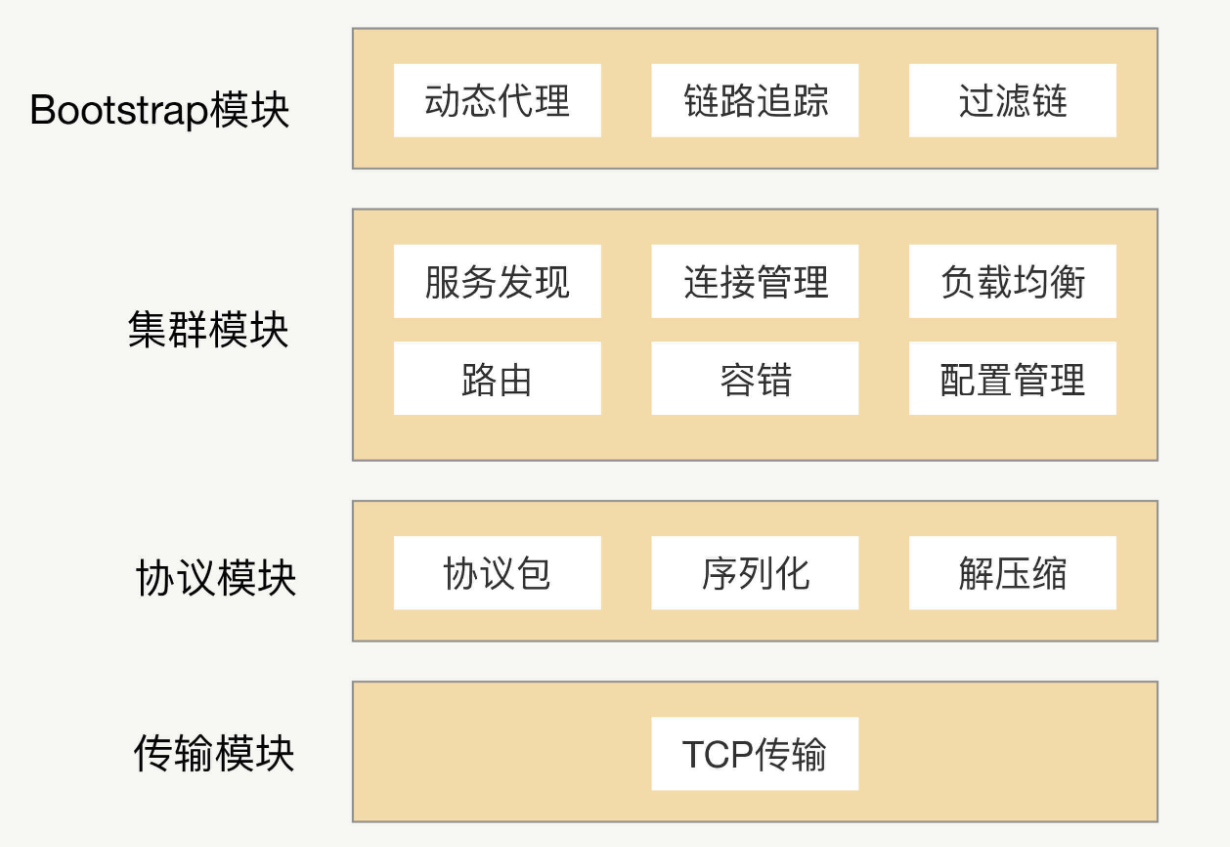 Bootstrap模块
动态代理 链路追踪 过滤链
集群模块
服务发现 连接管理 负载均衡
路由 容错 配置管理
协议模块
协议包 序列化 解压缩
传输模块
TCP传输